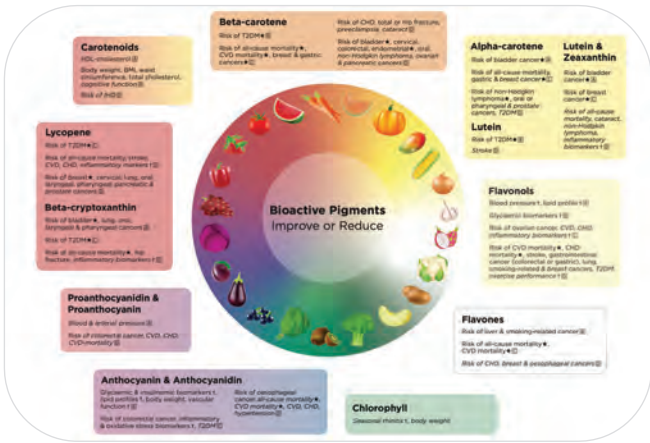 Beta-carotene
Risk of T2DM★
Risk of all-cause mortality★,
CVD mortality★, breast & gastric
cancers★
Risk of CHD, total or hip fracture,
preeclampsia, cataract
Risk of bladder★, cervical,
colorectal, endometrial★, oral,
non-Hodgkin lymphoma, ovarian
& pancreatic cancers
Carotenoids
HDL-cholesterol
Body weight, BMI, waist
circumference, total cholesterol,
cognitive function
Risk of IHD
Alpha-carotene
Risk of bladder cancer★
Risk of all-cause mortality,
gastric & breast cancer★
Risk of non-Hodgkin
lymphoma★, oral or
pharyngeal & prostate
cancers, T2DM
Lutein
Risk of T2DM★
Stroke
Lutein &
Zeaxanthin
Risk of bladder
cancer★
Risk of breast
cancer★
Risk of all-cause
mortality, cataract,
non-Hodgkin
lymphoma,
inflammatory
biomarkers †
Lycopene
Risk of T2DM★
Risk of all-cause mortality, stroke,
CVD, CHD, inflammatory markers †
Risk of breast★, cervical, lung, oral
laryngeal, pharyngeal, pancreatic &
prostate cancers
Beta-cryptoxanthin
Risk of bladder★, lung, oral,
laryngeal & pharyngeal cancers
Risk of T2DM★
Risk of all-cause mortality★, hip
fracture, inflammatory biomarkers †
Bioactive Pigments
Improve or Reduce
Flavonols
Blood pressure †, lipid profile †
Glycaemic biomarkers †
Risk of ovarian cancer, CVD, CHD,
inflammatory biomarkers †
Risk of CVD mortality★, CHD
mortality★, stroke, gastrointestinal
cancer (colorectal or gastric), lung,
smoking-related & breast cancers, T2DM,
exercise performance †
Proanthocyanidin &
Proanthocyanin
Blood & arterial pressure
Risk of colorectal cancer, CVD, CHD,
CVD-mortality
Flavones
Risk of liver & smoking-related cancer
Risk of all-cause mortality★,
CVD mortality★
Risk of CHD, breast & oesophageal cancers
Anthocyanin & Anthocyanidin
Glycaemic & insulinemic biomarkers †,
lipid profiles †, body weight, vascular
function †
Risk of colorectal cancer, inflammatory
& oxidative stress biomarkers †, T2DM
Risk of oesophageal
cancer, all-cause mortality★,
CVD mortality★, CVD, CHD,
hypertension
Chlorophyll
Seasonal rhinitis †, body weight